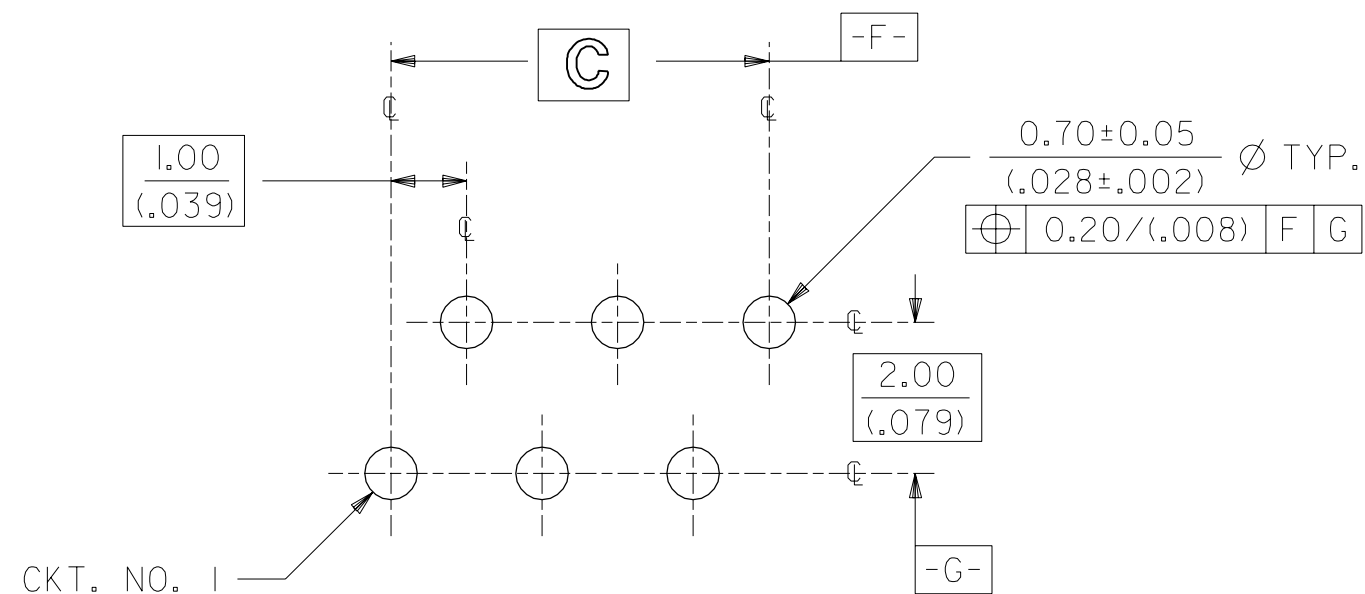 -F-
C
℄ ℄
1.00
(.039)
0.70±0.05
(.028±.002)
Ø TYP.
⌖ 0.20/(.008) F G
℄
℄
2.00
(.079)
℄
-G-
CKT. NO. 1